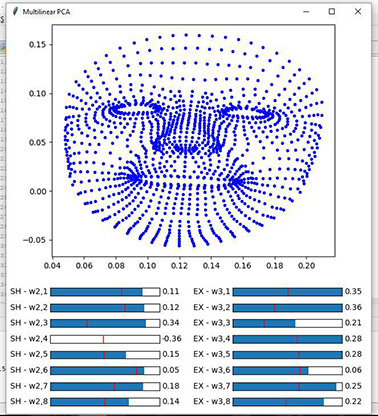 Multilinear PCA
0.15
0.10
0.05
0.00
−0.05
0.04 0.06 0.08 0.10 0.12 0.14 0.16 0.18 0.20
SH - w2,1 0.11 EX - w3,1 0.35
SH - w2,2 0.12 EX - w3,2 0.36
SH - w2,3 0.34 EX - w3,3 0.21
SH - w2,4 -0.36 EX - w3,4 0.28
SH - w2,5 0.15 EX - w3,5 0.28
SH - w2,6 0.05 EX - w3,6 0.06
SH - w2,7 0.18 EX - w3,7 0.25
SH - w2,8 0.14 EX - w3,8 0.22